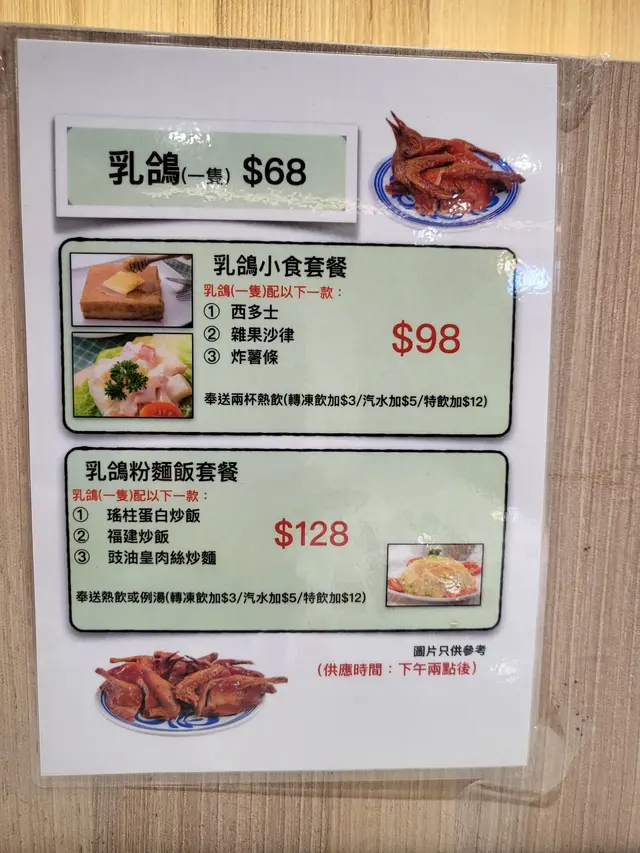 乳鴿(一隻) $68
乳鴿小食套餐
乳鴿(一隻)配以下一款：
① 西多士
② 雜果沙律
③ 炸薯條
$98
奉送兩杯熱飲(轉凍飲加$3/汽水加$5/特飲加$12)
乳鴿粉麵飯套餐
乳鴿(一隻)配以下一款：
① 瑤柱蛋白炒飯
② 福建炒飯
③ 豉油皇肉絲炒麵
$128
奉送熱飲或例湯(轉凍飲加$3/汽水加$5/特飲加$12)
圖片只供參考
(供應時間：下午兩點後)